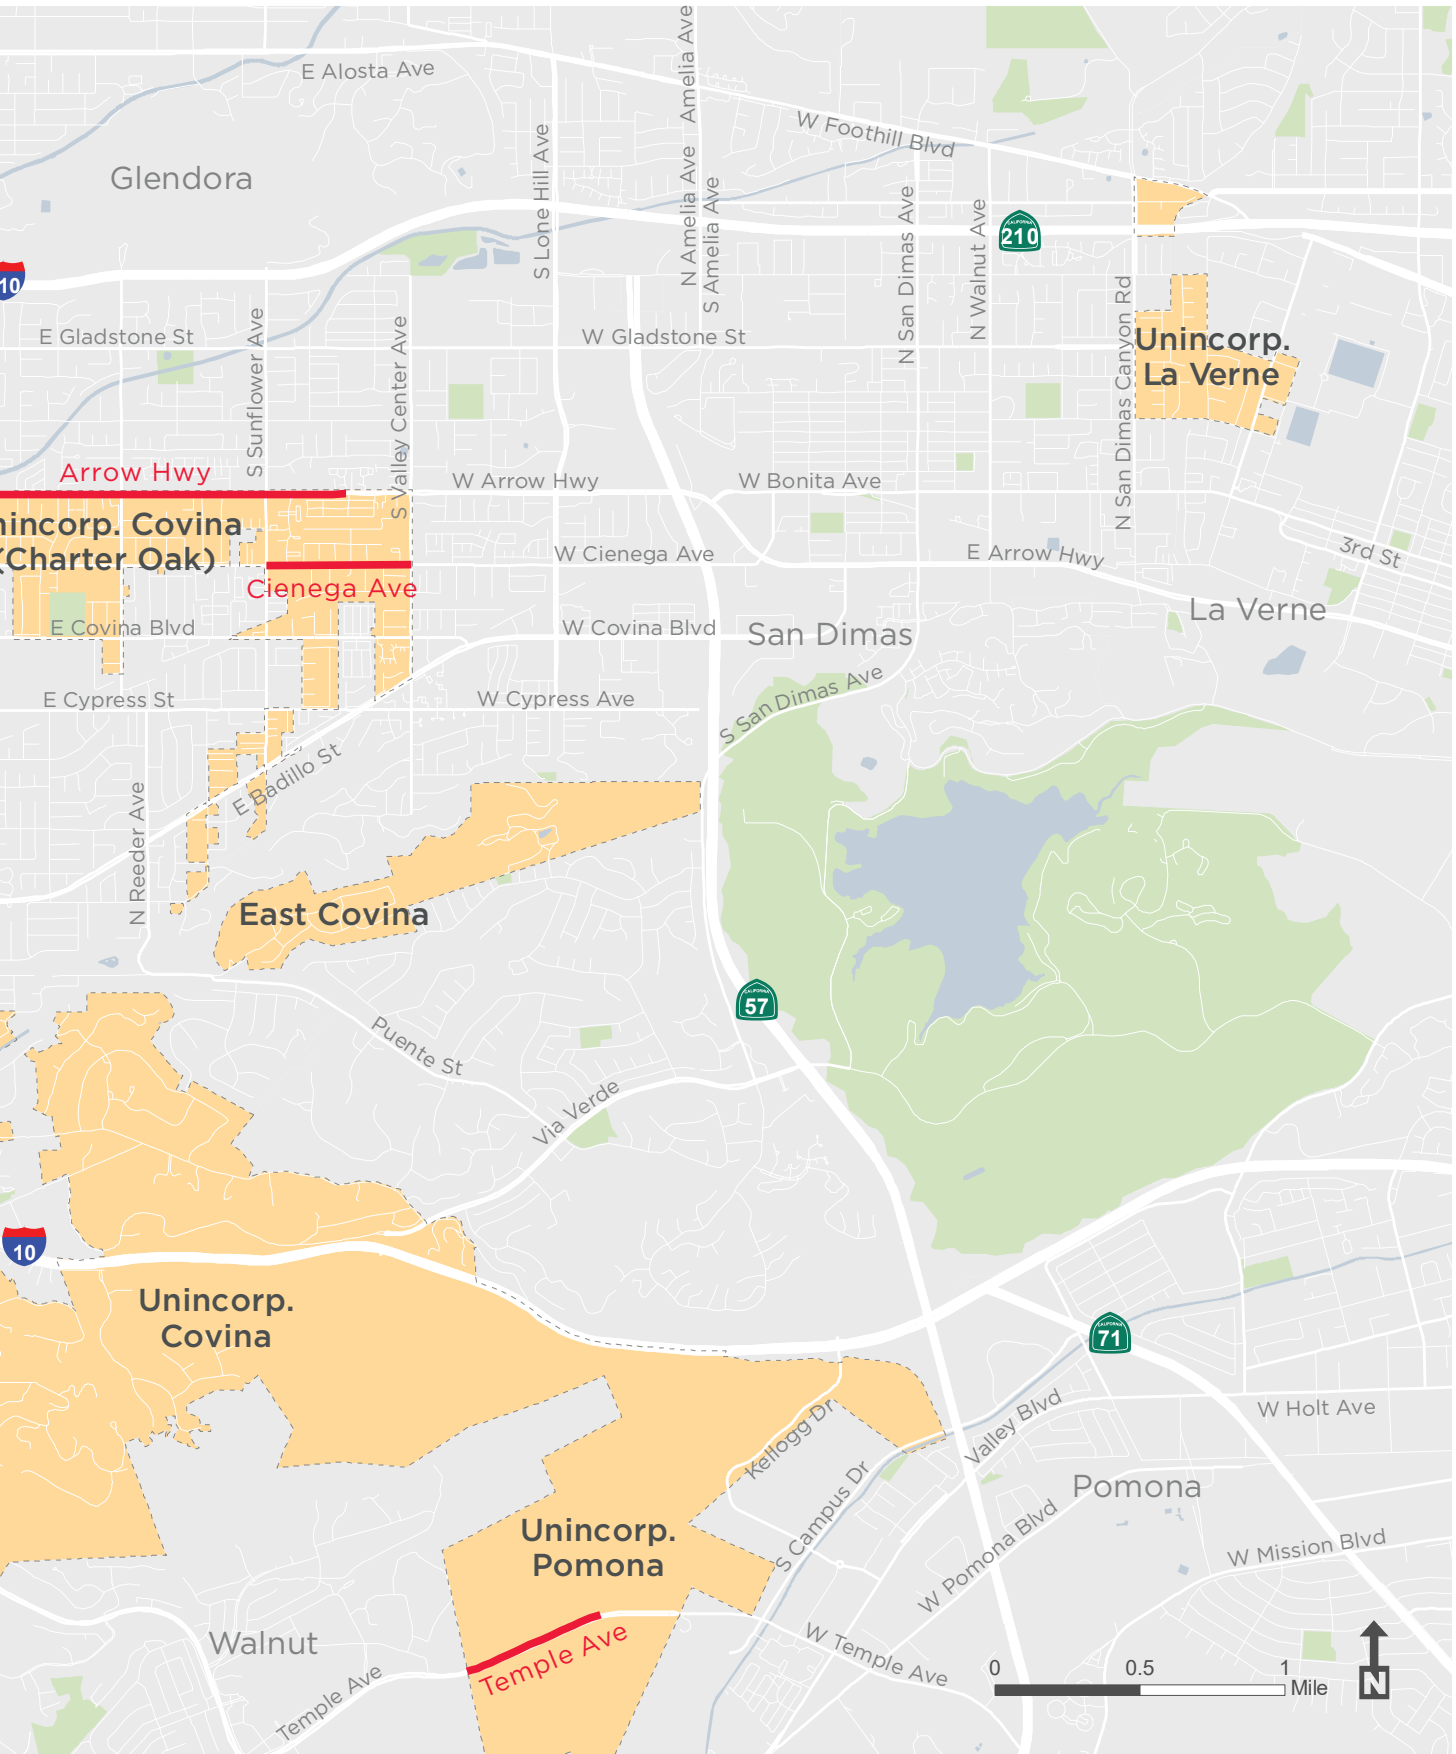 E Alosta Ave
Amelia Ave
W Foothill Blvd
Glendora
S Lone Hill Ave
N Amelia Ave
S Amelia Ave
N San Dimas Ave
N Walnut Ave
CALIFORNIA
210
10
N San Dimas Canyon Rd
E Gladstone St
S Sunflower Ave
S Valley Center Ave
W Gladstone St
Unincorp.
La Verne
Arrow Hwy
W Arrow Hwy
W Bonita Ave
nincorp. Covina
(Charter Oak)
W Cienega Ave
E Arrow Hwy
3rd St
Cienega Ave
La Verne
E Covina Blvd
W Covina Blvd
San Dimas
E Cypress St
W Cypress Ave
S San Dimas Ave
E Badillo St
N Reeder Ave
East Covina
CALIFORNIA
57
Puente St
Via Verde
10
Unincorp.
Covina
CALIFORNIA
71
Kellogg Dr
Valley Blvd
W Holt Ave
Pomona
S Campus Dr
Unincorp.
Pomona
W Pomona Blvd
W Mission Blvd
Walnut
Temple Ave
Temple Ave
W Temple Ave
0 0.5 1
Mile
N